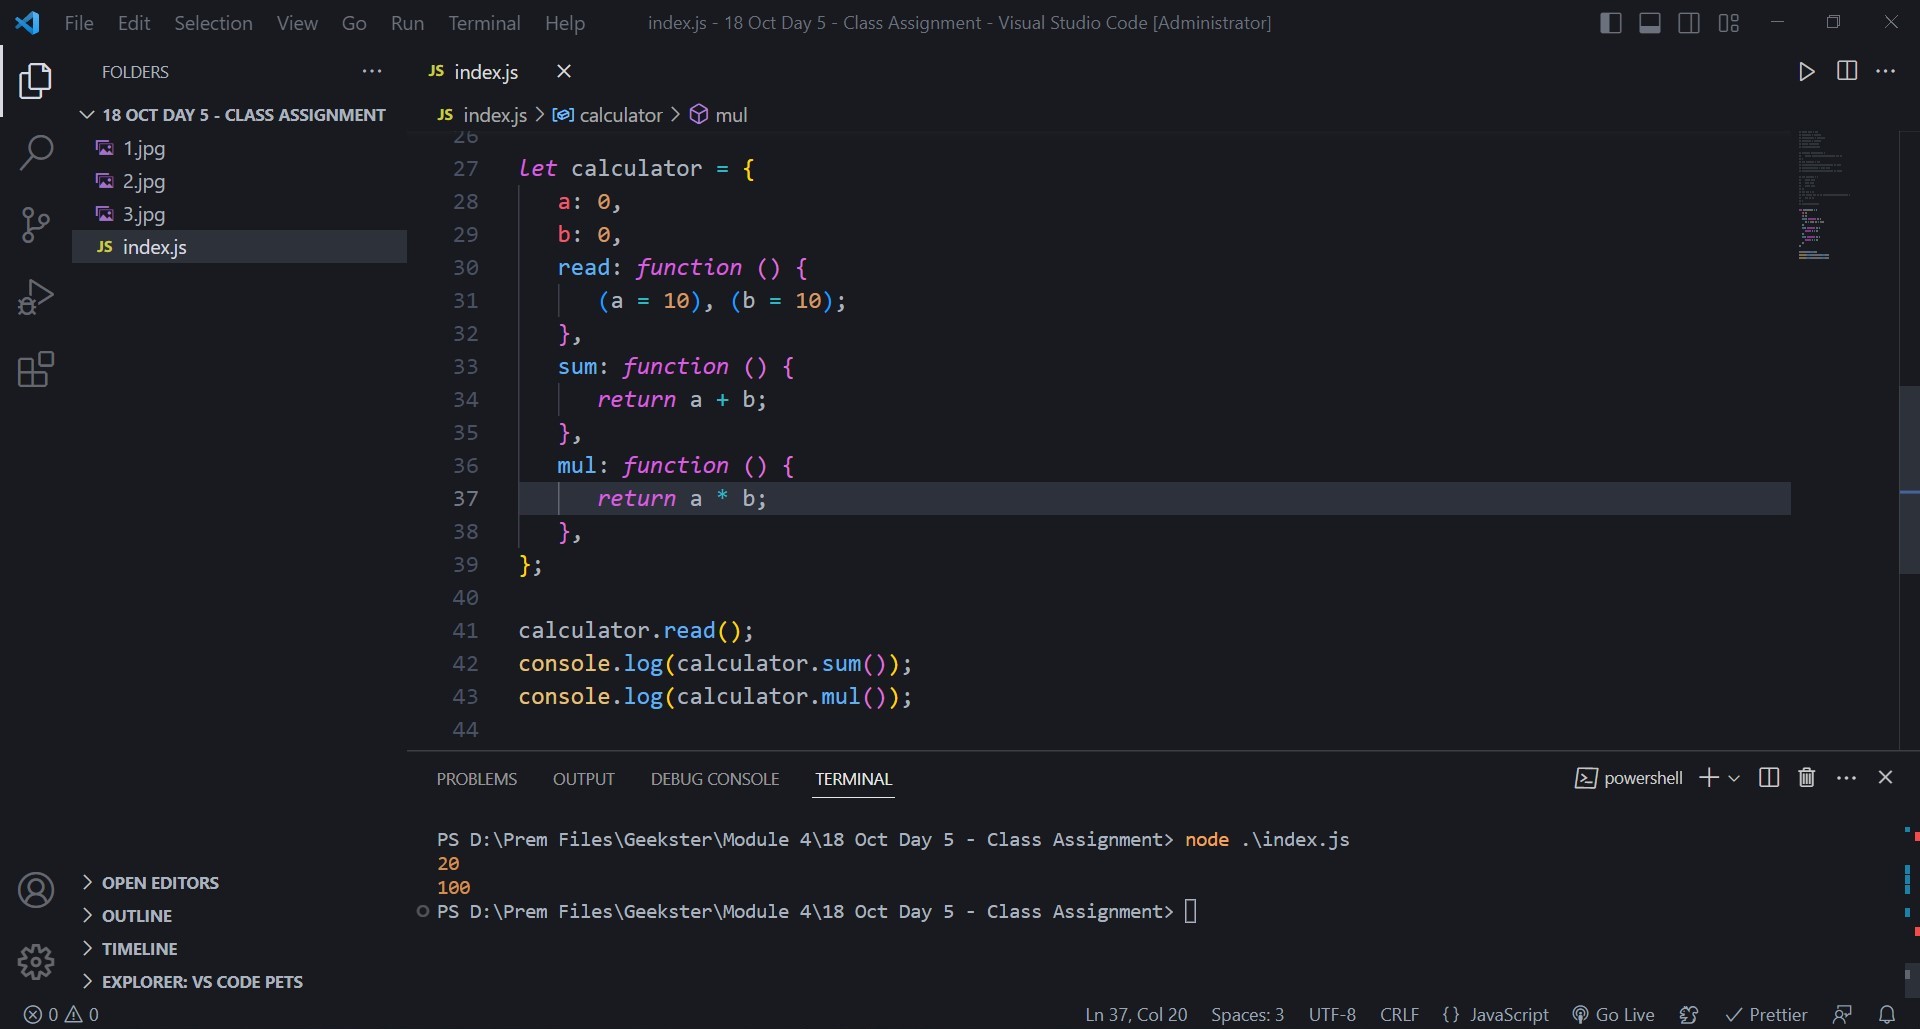 File Edit Selection View Go Run Terminal Help index.js - 18 Oct Day 5 - Class Assignment - Visual Studio Code [Administrator]
FOLDERS
18 OCT DAY 5 - CLASS ASSIGNMENT
1.jpg
2.jpg
3.jpg
JS index.js
JS index.js
JS index.js > calculator > mul
26
27 let calculator = {
28 a: 0,
29 b: 0,
30 read: function () {
31 (a = 10), (b = 10);
32 },
33 sum: function () {
34 return a + b;
35 },
36 mul: function () {
37 return a * b;
38 },
39 };
40
41 calculator.read();
42 console.log(calculator.sum());
43 console.log(calculator.mul());
44
PROBLEMS OUTPUT DEBUG CONSOLE TERMINAL powershell
PS D:\Prem Files\Geekster\Module 4\18 Oct Day 5 - Class Assignment> node .\index.js
20
100
PS D:\Prem Files\Geekster\Module 4\18 Oct Day 5 - Class Assignment>
OPEN EDITORS
OUTLINE
TIMELINE
EXPLORER: VS CODE PETS
0 0 Ln 37, Col 20 Spaces: 3 UTF-8 CRLF {} JavaScript Go Live Prettier